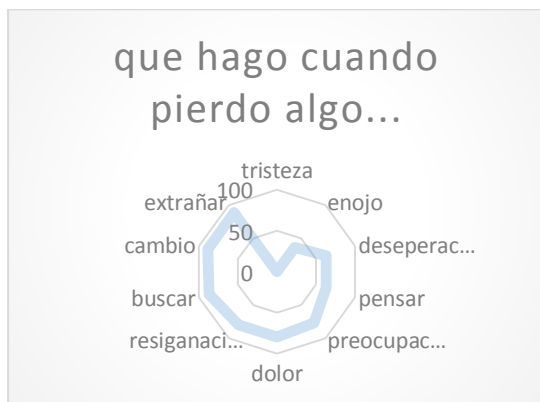 que hago cuando
pierdo algo...
tristeza
enojo
deseperac...
pensar
preocupac...
dolor
resiganaci...
buscar
cambio
extrañar
100
50
0